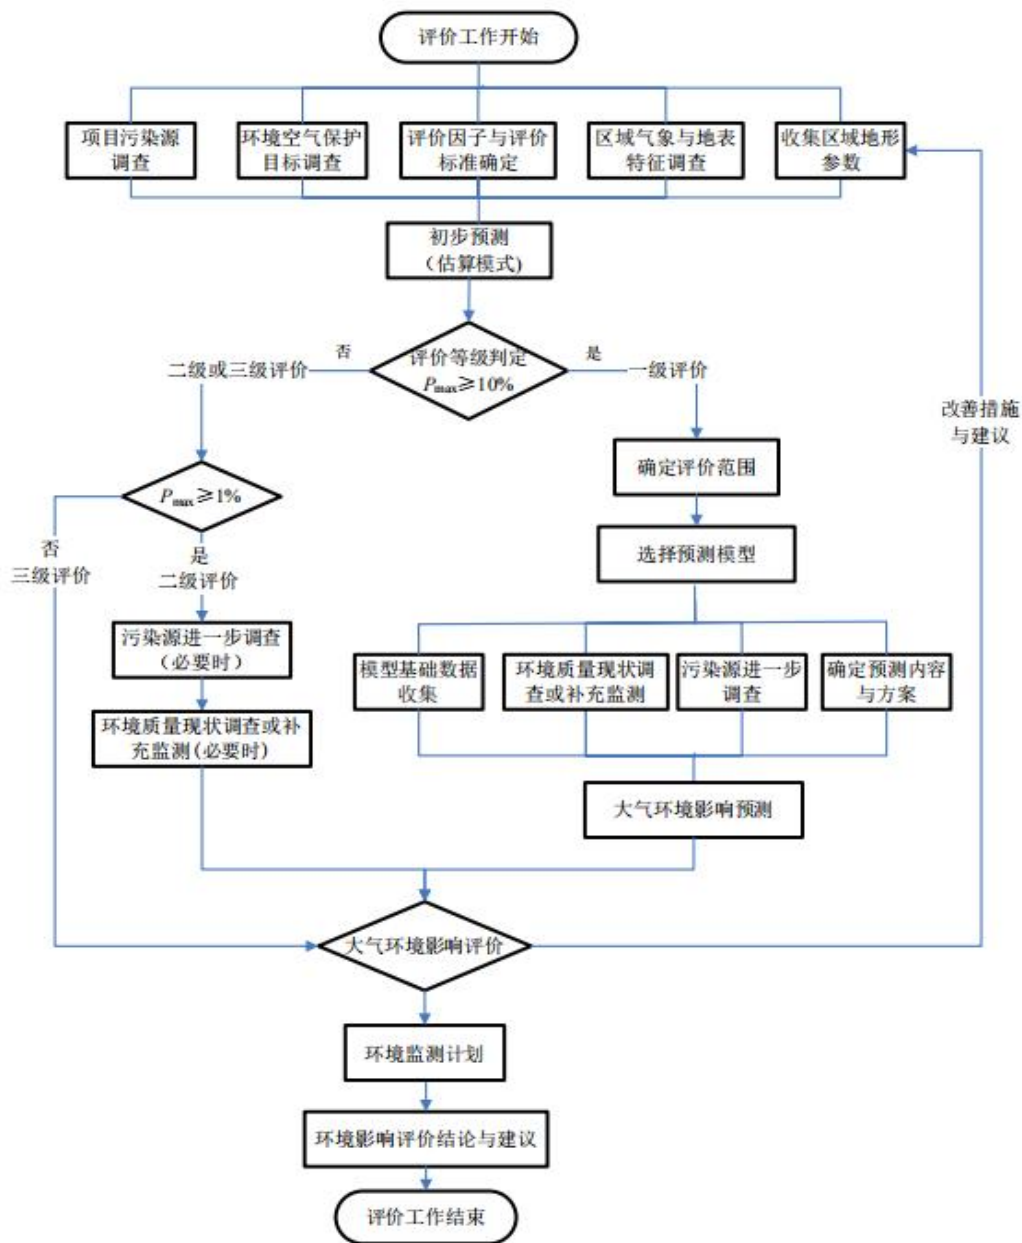 评价工作开始
项目污染源
调查
环境空气保护
目标调查
评价因子与评价
标准确定
区域气象与地表
特征调查
收集区域地形
参数
初步预测
（估算模式)
否
评价等级判定
是
二级或三级评价
Pmax≥10%
一级评价
改善措施
与建议
确定评价范围
Pmax≥1%
选择预测模型
否
三级评价
是
二级评价
污染源进一步调查
（必要时）
模型基础数据
收集
环境质量现状调
查或补充监测
污染源进一步
调查
确定预测内容
与方案
环境质量现状调查或补
充监测(必要时)
大气环境影响预测
大气环境影响评价
环境监测计划
环境影响评价结论与建议
评价工作结束